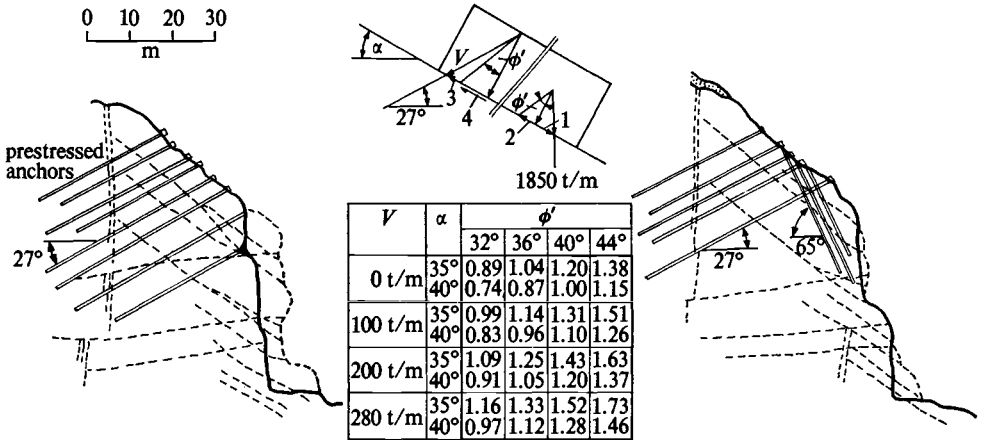 0 10 20 30
m
prestressed
anchors
27°
α
V
φ′
φ′
3
4
2
1
27°
1850 t/m
V α φ′
32° 36° 40° 44°
0 t/m 35° 0.89 1.04 1.20 1.38
40° 0.74 0.87 1.00 1.15
100 t/m 35° 0.99 1.14 1.31 1.51
40° 0.83 0.96 1.10 1.26
200 t/m 35° 1.09 1.25 1.43 1.63
40° 0.91 1.05 1.20 1.37
280 t/m 35° 1.16 1.33 1.52 1.73
40° 0.97 1.12 1.28 1.46
27°
65°